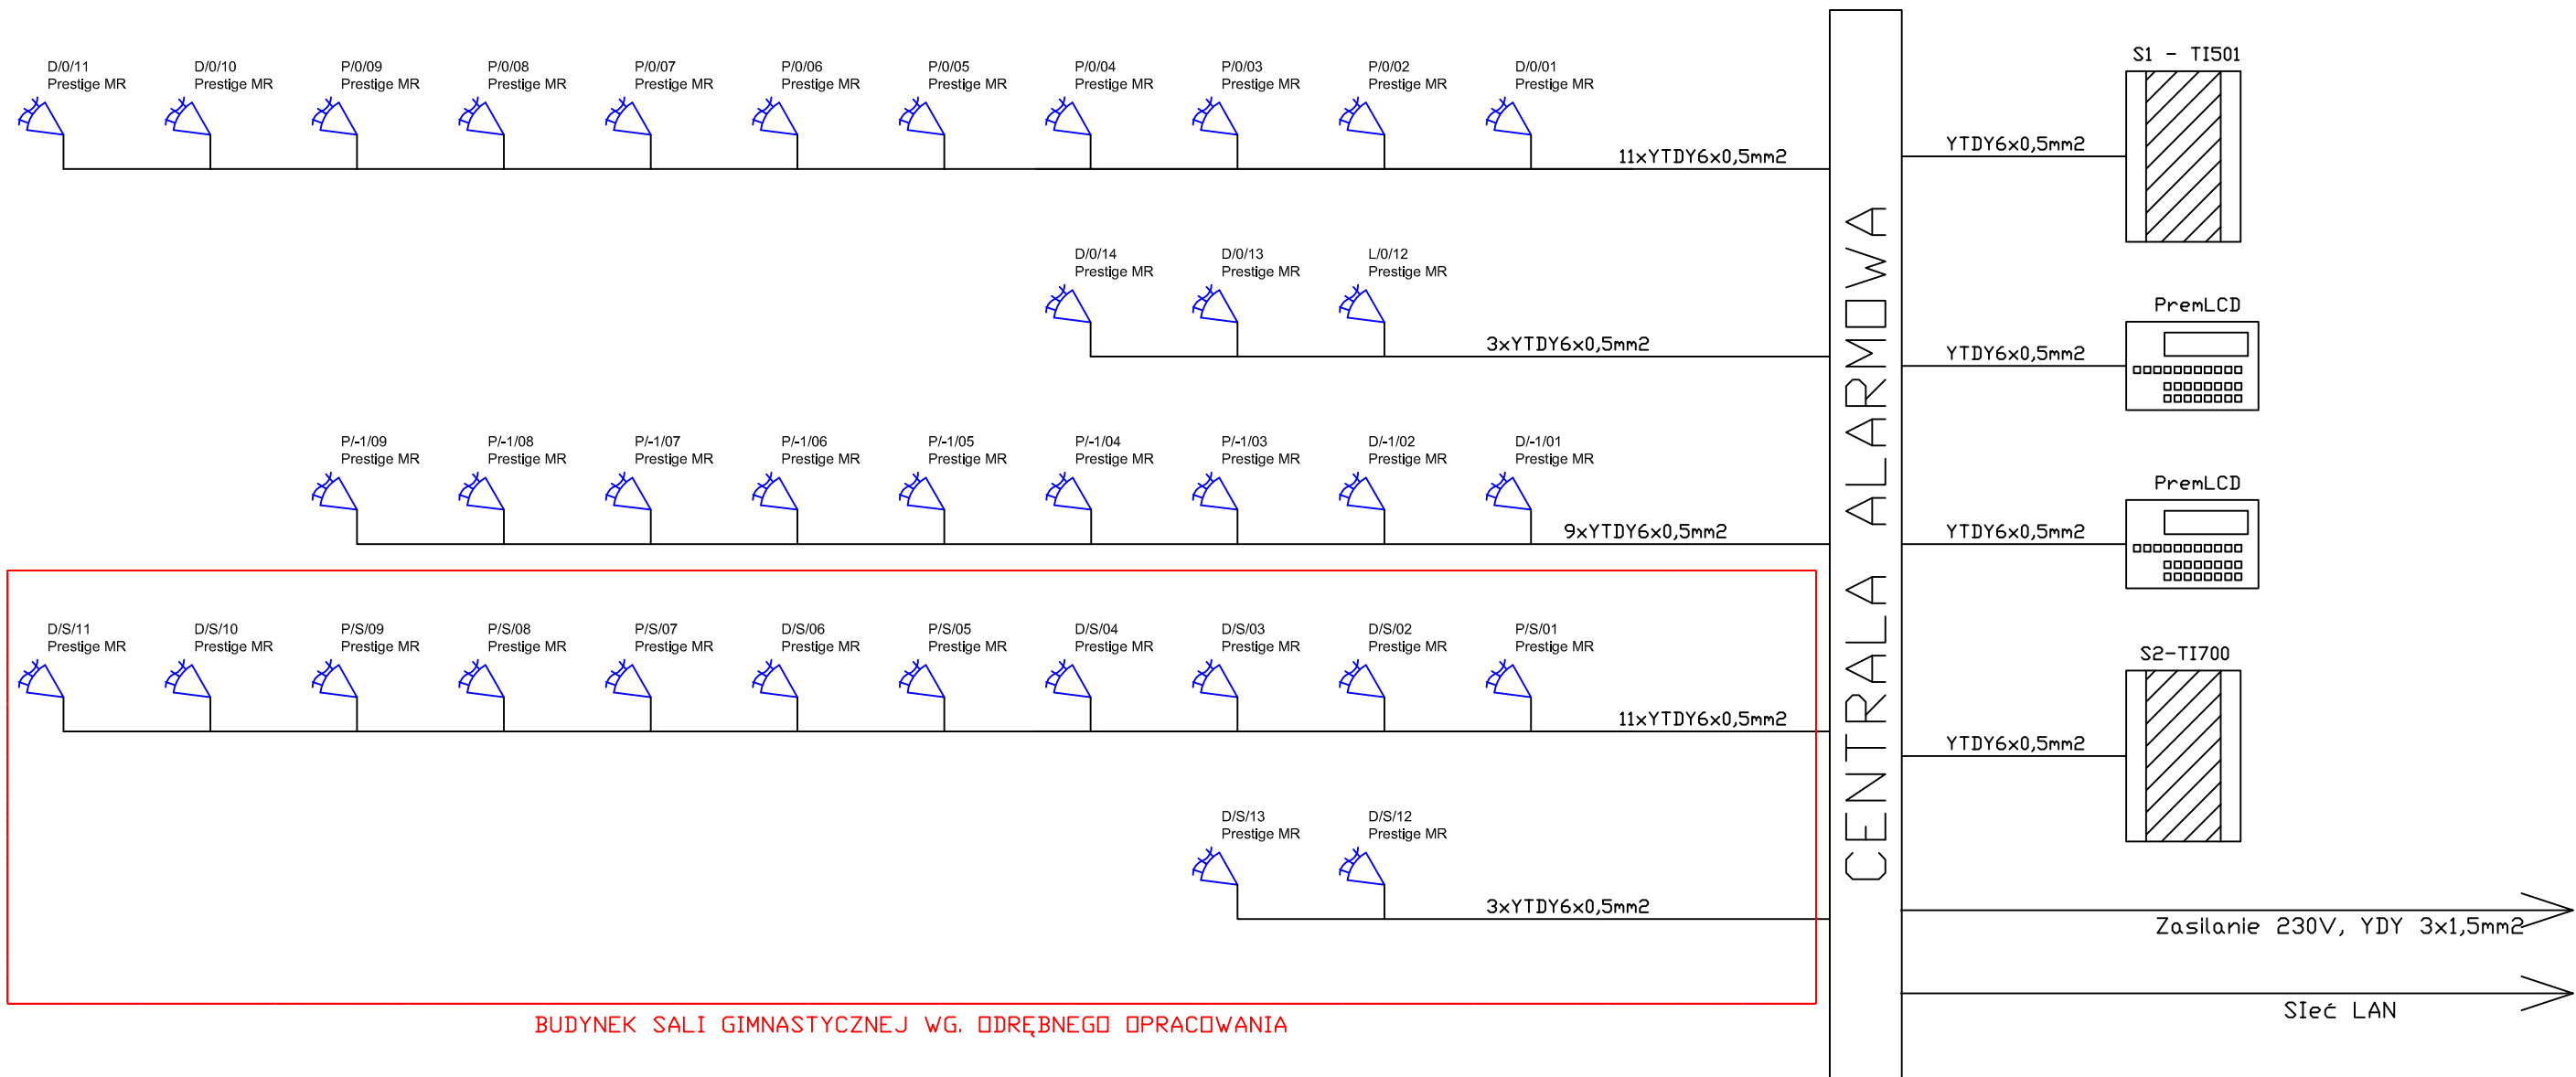 D/0/11
Prestige MR
D/0/10
Prestige MR
P/0/09
Prestige MR
P/0/08
Prestige MR
P/0/07
Prestige MR
P/0/06
Prestige MR
P/0/05
Prestige MR
P/0/04
Prestige MR
P/0/03
Prestige MR
P/0/02
Prestige MR
D/0/01
Prestige MR
11xYTDY6x0,5mm2
D/0/14
Prestige MR
D/0/13
Prestige MR
L/0/12
Prestige MR
3xYTDY6x0,5mm2
P/-1/09
Prestige MR
P/-1/08
Prestige MR
P/-1/07
Prestige MR
P/-1/06
Prestige MR
P/-1/05
Prestige MR
P/-1/04
Prestige MR
P/-1/03
Prestige MR
D/-1/02
Prestige MR
D/-1/01
Prestige MR
9xYTDY6x0,5mm2
D/S/11
Prestige MR
D/S/10
Prestige MR
P/S/09
Prestige MR
P/S/08
Prestige MR
P/S/07
Prestige MR
D/S/06
Prestige MR
P/S/05
Prestige MR
D/S/04
Prestige MR
D/S/03
Prestige MR
D/S/02
Prestige MR
P/S/01
Prestige MR
11xYTDY6x0,5mm2
D/S/13
Prestige MR
D/S/12
Prestige MR
3xYTDY6x0,5mm2
BUDYNEK SALI GIMNASTYCZNEJ WG. ODRĘBNEGO OPRACOWANIA
CENTRALA ALARMOWA
S1 - TI501
YTDY6x0,5mm2
PremLCD
YTDY6x0,5mm2
PremLCD
YTDY6x0,5mm2
S2-TI700
YTDY6x0,5mm2
Zasilanie 230V, YDY 3x1,5mm2
SIeć LAN